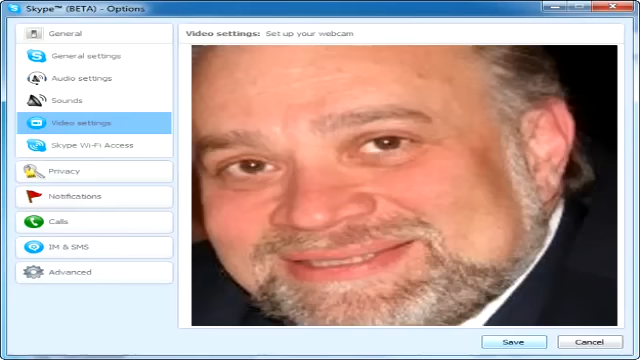 Skype™ (BETA) - Options
General
General settings
Audio settings
Sounds
Video settings
Skype Wi-Fi Access
Privacy
Notifications
Calls
IM & SMS
Advanced
Video settings: Set up your webcam
Save
Cancel